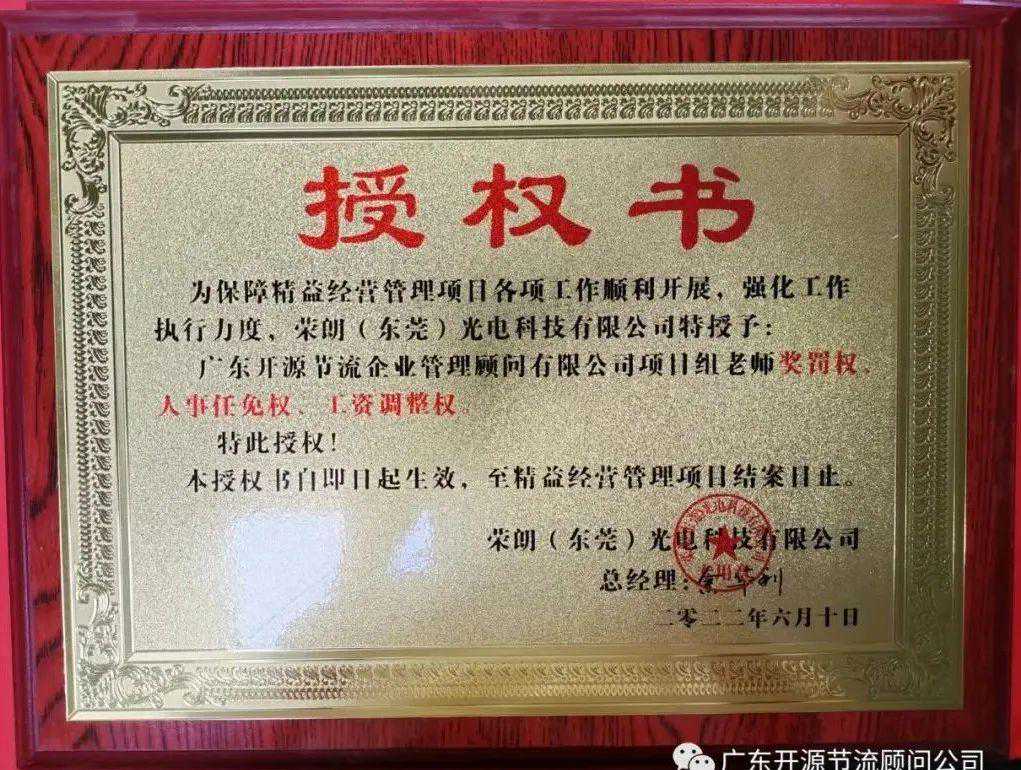 授权书
为保障精益经营管理项目各项工作顺利开展，强化工作
执行力度，荣朗（东莞）光电科技有限公司特授予：
广东开源节流企业管理顾问有限公司项目组老师奖罚权、
人事任免权、工资调整权。
特此授权！
本授权书自即日起生效，至精益经营管理项目结案日止。
荣朗（东莞）光电科技有限公司
总经理：
二零二二年六月十日
广东开源节流顾问公司